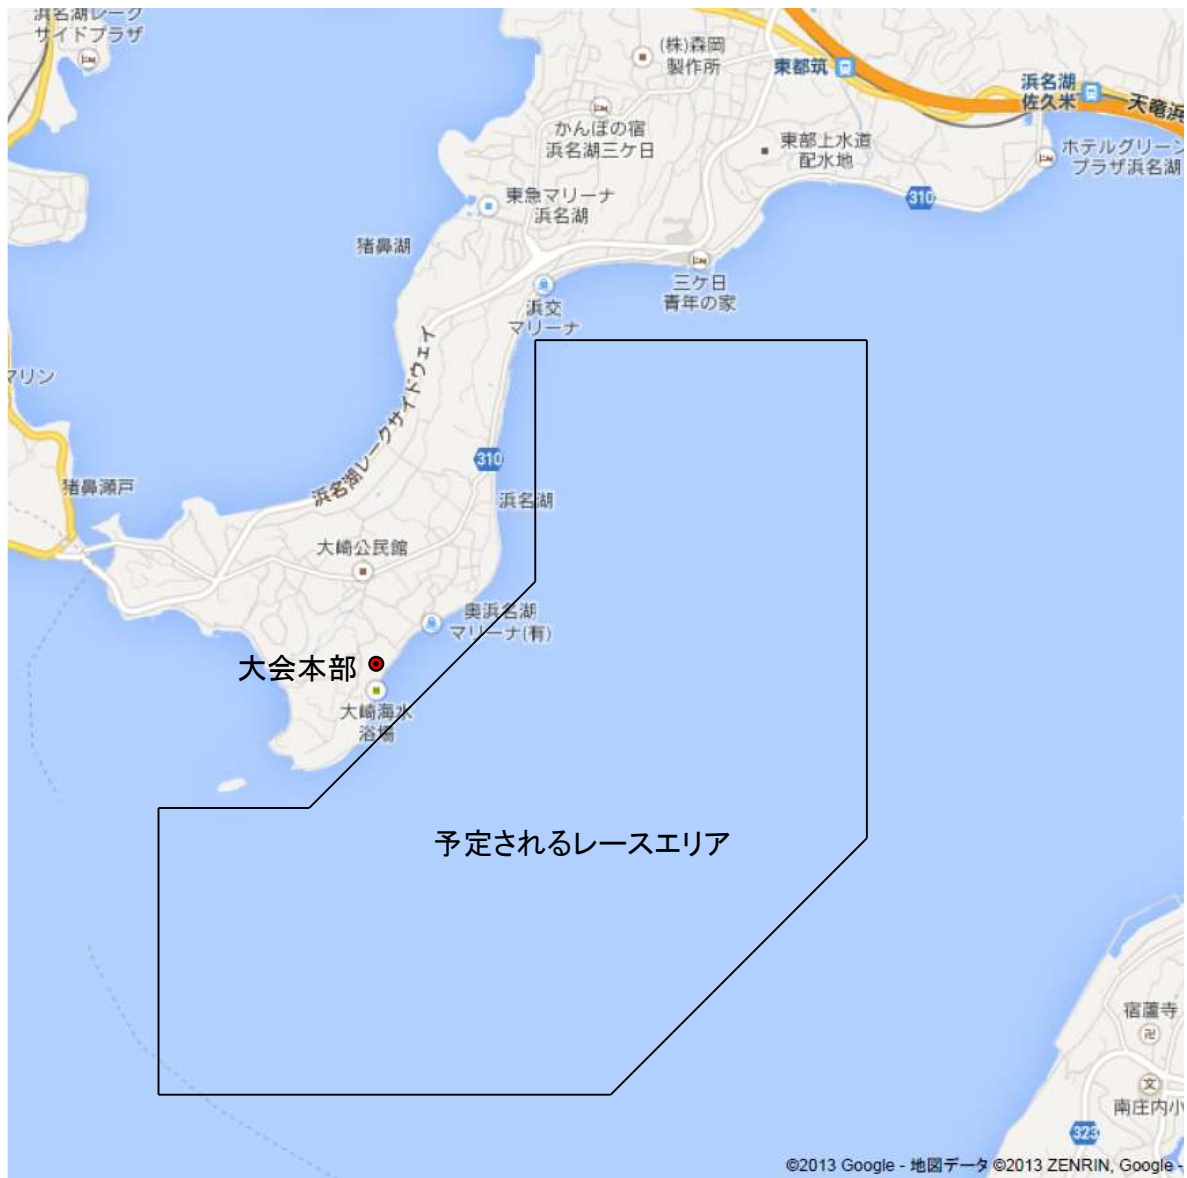 浜名湖レーク
サイドプラザ
(株)森岡
製作所
東都筑
浜名湖
佐久米
天竜浜
かんぽの宿
浜名湖三ケ日
東部上水道
配水地
ホテルグリーン
プラザ浜名湖
東急マリーナ
浜名湖
310
猪鼻湖
三ケ日
青年の家
浜交
マリーナ
マリン
浜名湖レークサイドウェイ
310
猪鼻瀬戸
浜名湖
大崎公民館
奥浜名湖
マリーナ(有)
大会本部
大崎海水
浴場
予定されるレースエリア
宿蘆寺
南庄内小
323
©2013 Google - 地図データ ©2013 ZENRIN, Google -